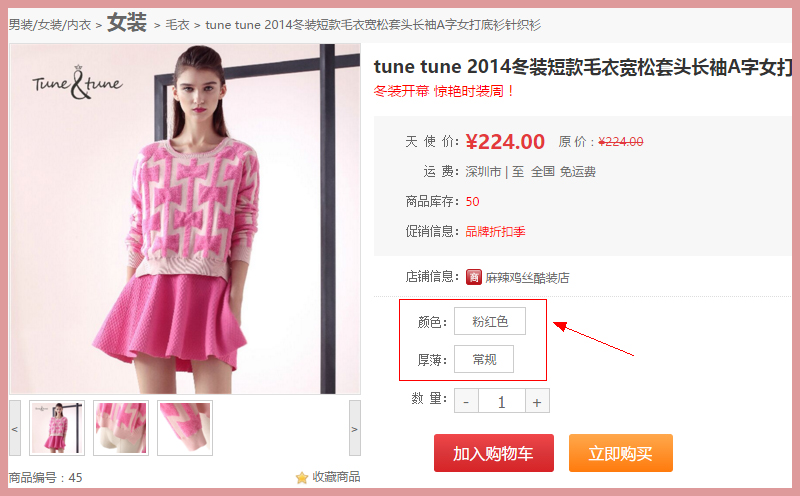 男装/女装/内衣 > 女装 > 毛衣 > tune tune 2014冬装短款毛衣宽松套头长袖A字女打底衫针织衫
Tune & tune
tune tune 2014冬装短款毛衣宽松套头长袖A字女打
冬装开幕 惊艳时装周！
天 使 价: ¥224.00 原 价 : ¥224.00
运 费: 深圳市 | 至 全国 免运费
商品库存: 50
促销信息: 品牌折扣季
店铺信息: 商 麻辣鸡丝酷装店
颜色: 粉红色
厚薄: 常规
数 量: - 1 +
加入购物车 立即购买
< >
商品编号：45 收藏商品